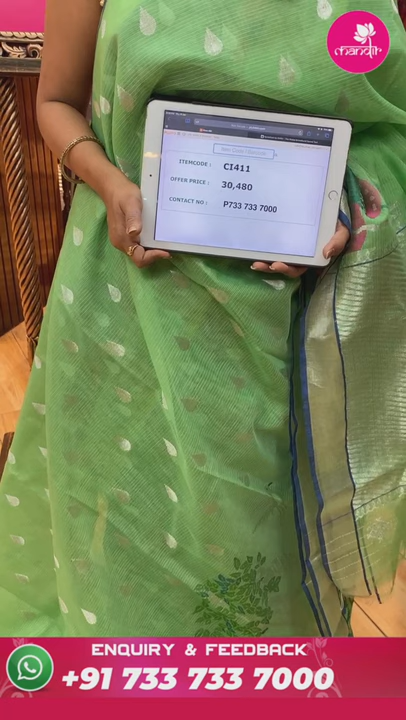 mandir
ITEMCODE : CI411
OFFER PRICE : 30,480
CONTACT NO : P733 733 7000
ENQUIRY & FEEDBACK
+91 733 733 7000